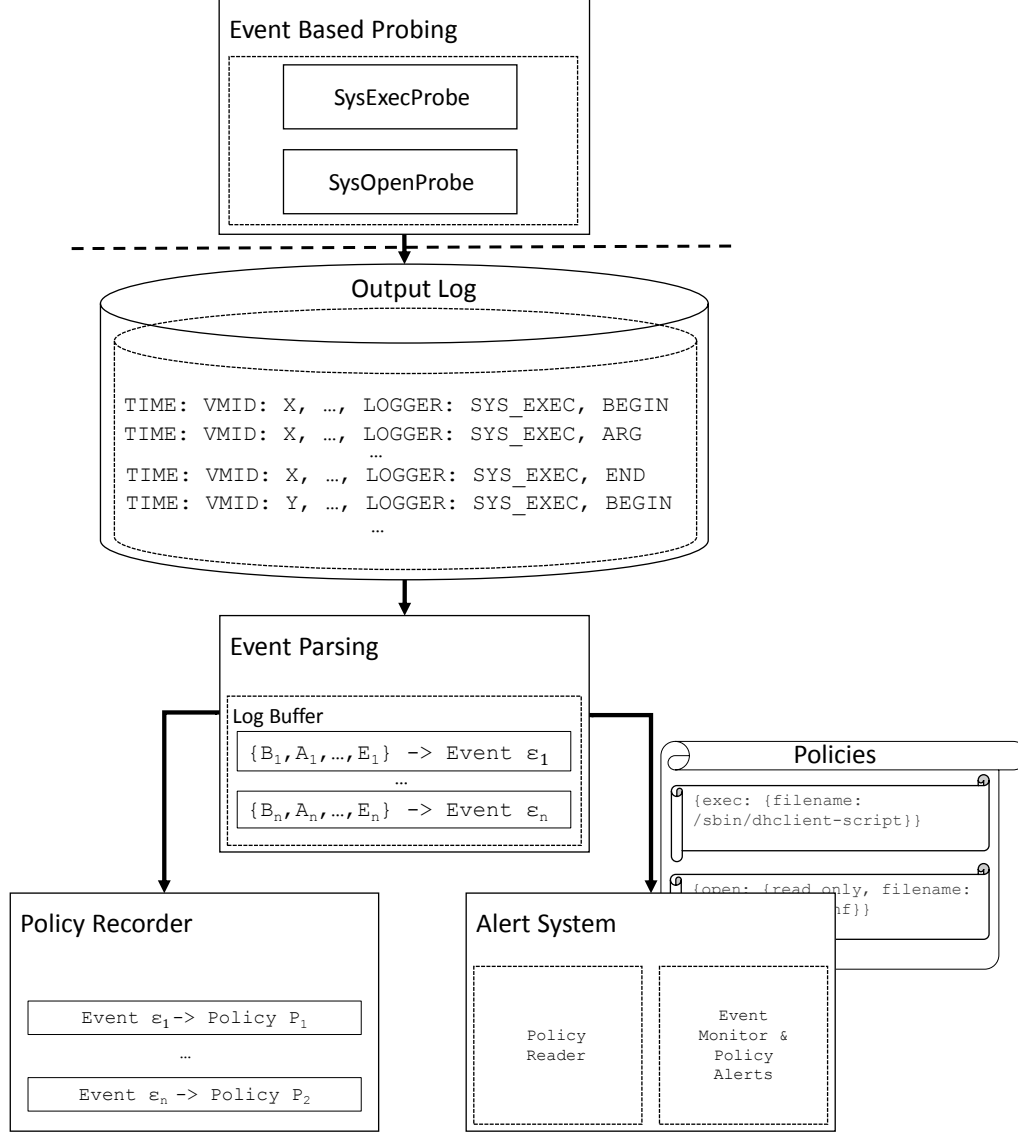 Event Based Probing
SysExecProbe
SysOpenProbe
Output Log
TIME: VMID: X, …, LOGGER: SYS_EXEC, BEGIN
TIME: VMID: X, …, LOGGER: SYS_EXEC, ARG
…
TIME: VMID: X, …, LOGGER: SYS_EXEC, END
TIME: VMID: Y, …, LOGGER: SYS_EXEC, BEGIN
…
Event Parsing
Log Buffer
{B₁,A₁,…,E₁} -> Event ε₁
…
{Bₙ,Aₙ,…,Eₙ} -> Event εₙ
Policies
{exec: {filename:
/sbin/dhclient-script}}
{open: {read only, filename:
nf}}
Policy Recorder
Event ε₁-> Policy P₁
…
Event εₙ -> Policy P₂
Alert System
Policy
Reader
Event
Monitor &
Policy
Alerts